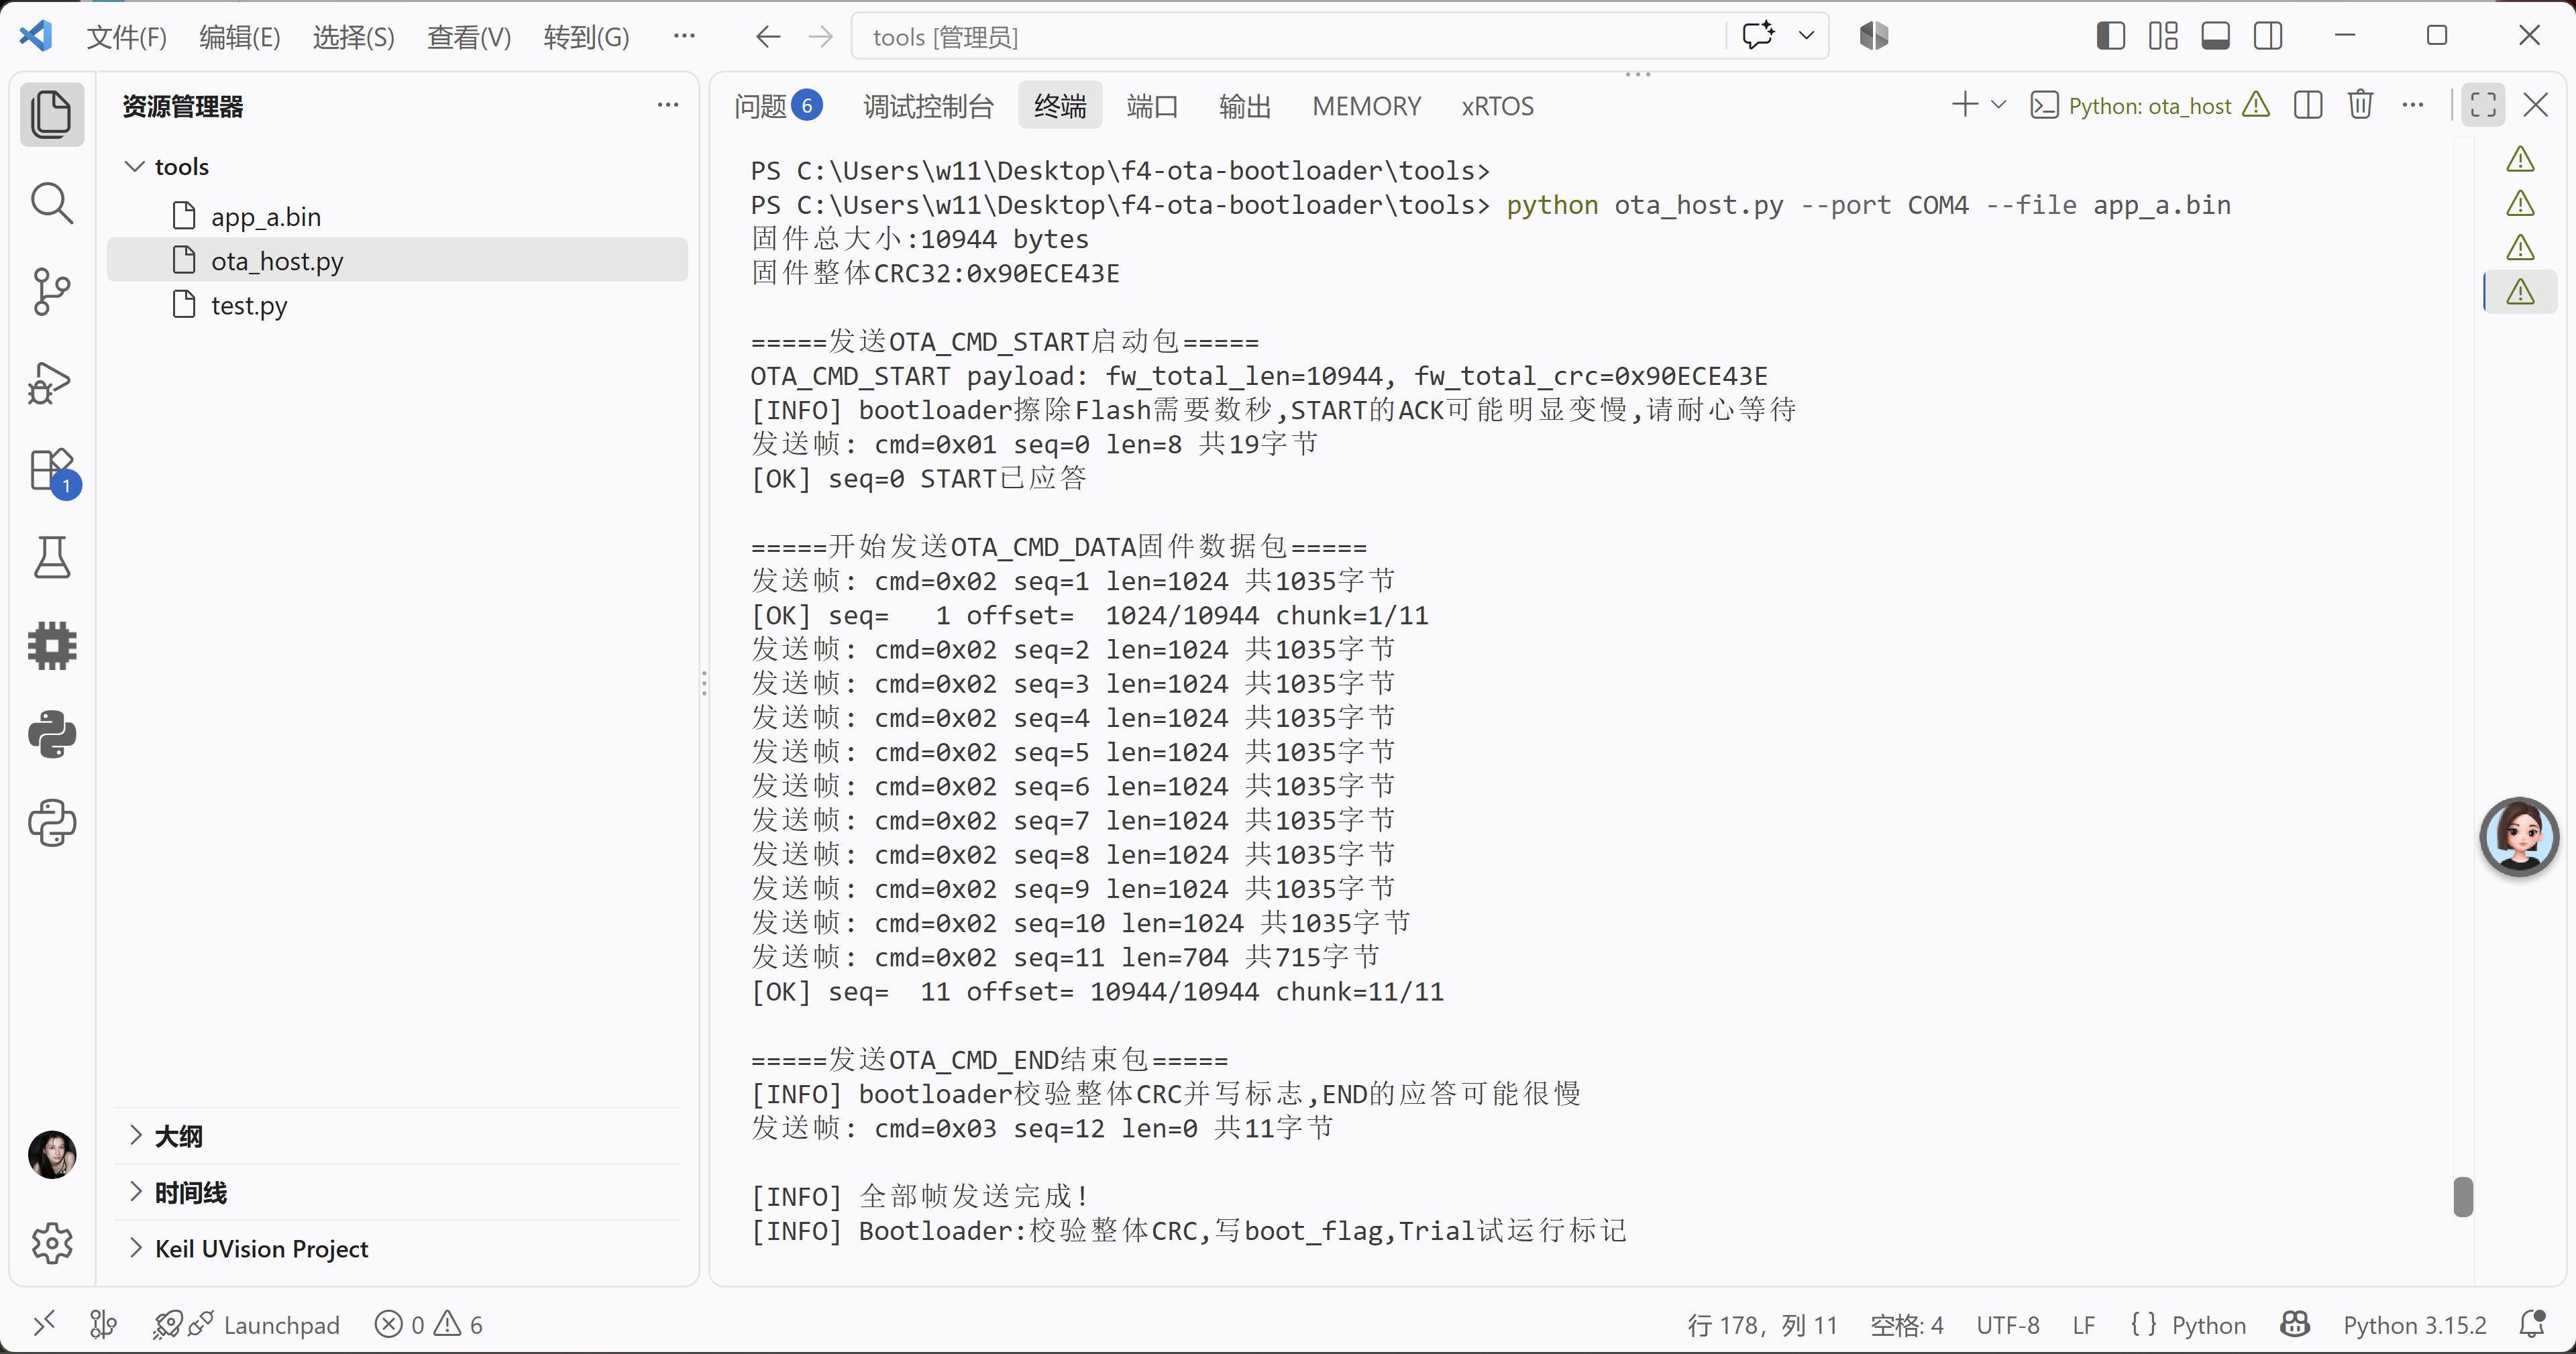 文件(F) 编辑(E) 选择(S) 查看(V) 转到(G) ··· tools [管理员]
资源管理器 ···
tools
app_a.bin
ota_host.py
test.py
1
大纲
时间线
Keil UVision Project
问题 6 调试控制台 终端 端口 输出 MEMORY xRTOS Python: ota_host ···
PS C:\Users\w11\Desktop\f4-ota-bootloader\tools>
PS C:\Users\w11\Desktop\f4-ota-bootloader\tools> python ota_host.py --port COM4 --file app_a.bin
固件总大小:10944 bytes
固件整体CRC32:0x90ECE43E
=====发送OTA_CMD_START启动包=====
OTA_CMD_START payload: fw_total_len=10944, fw_total_crc=0x90ECE43E
[INFO] bootloader擦除Flash需要数秒,START的ACK可能明显变慢,请耐心等待
发送帧: cmd=0x01 seq=0 len=8 共19字节
[OK] seq=0 START已应答
=====开始发送OTA_CMD_DATA固件数据包=====
发送帧: cmd=0x02 seq=1 len=1024 共1035字节
[OK] seq=   1 offset=  1024/10944 chunk=1/11
发送帧: cmd=0x02 seq=2 len=1024 共1035字节
发送帧: cmd=0x02 seq=3 len=1024 共1035字节
发送帧: cmd=0x02 seq=4 len=1024 共1035字节
发送帧: cmd=0x02 seq=5 len=1024 共1035字节
发送帧: cmd=0x02 seq=6 len=1024 共1035字节
发送帧: cmd=0x02 seq=7 len=1024 共1035字节
发送帧: cmd=0x02 seq=8 len=1024 共1035字节
发送帧: cmd=0x02 seq=9 len=1024 共1035字节
发送帧: cmd=0x02 seq=10 len=1024 共1035字节
发送帧: cmd=0x02 seq=11 len=704 共715字节
[OK] seq=  11 offset= 10944/10944 chunk=11/11
=====发送OTA_CMD_END结束包=====
[INFO] bootloader校验整体CRC并写标志,END的应答可能很慢
发送帧: cmd=0x03 seq=12 len=0 共11字节
[INFO] 全部帧发送完成!
[INFO] Bootloader:校验整体CRC,写boot_flag,Trial试运行标记
Launchpad 0 6 行 178, 列 11 空格: 4 UTF-8 LF {} Python Python 3.15.2